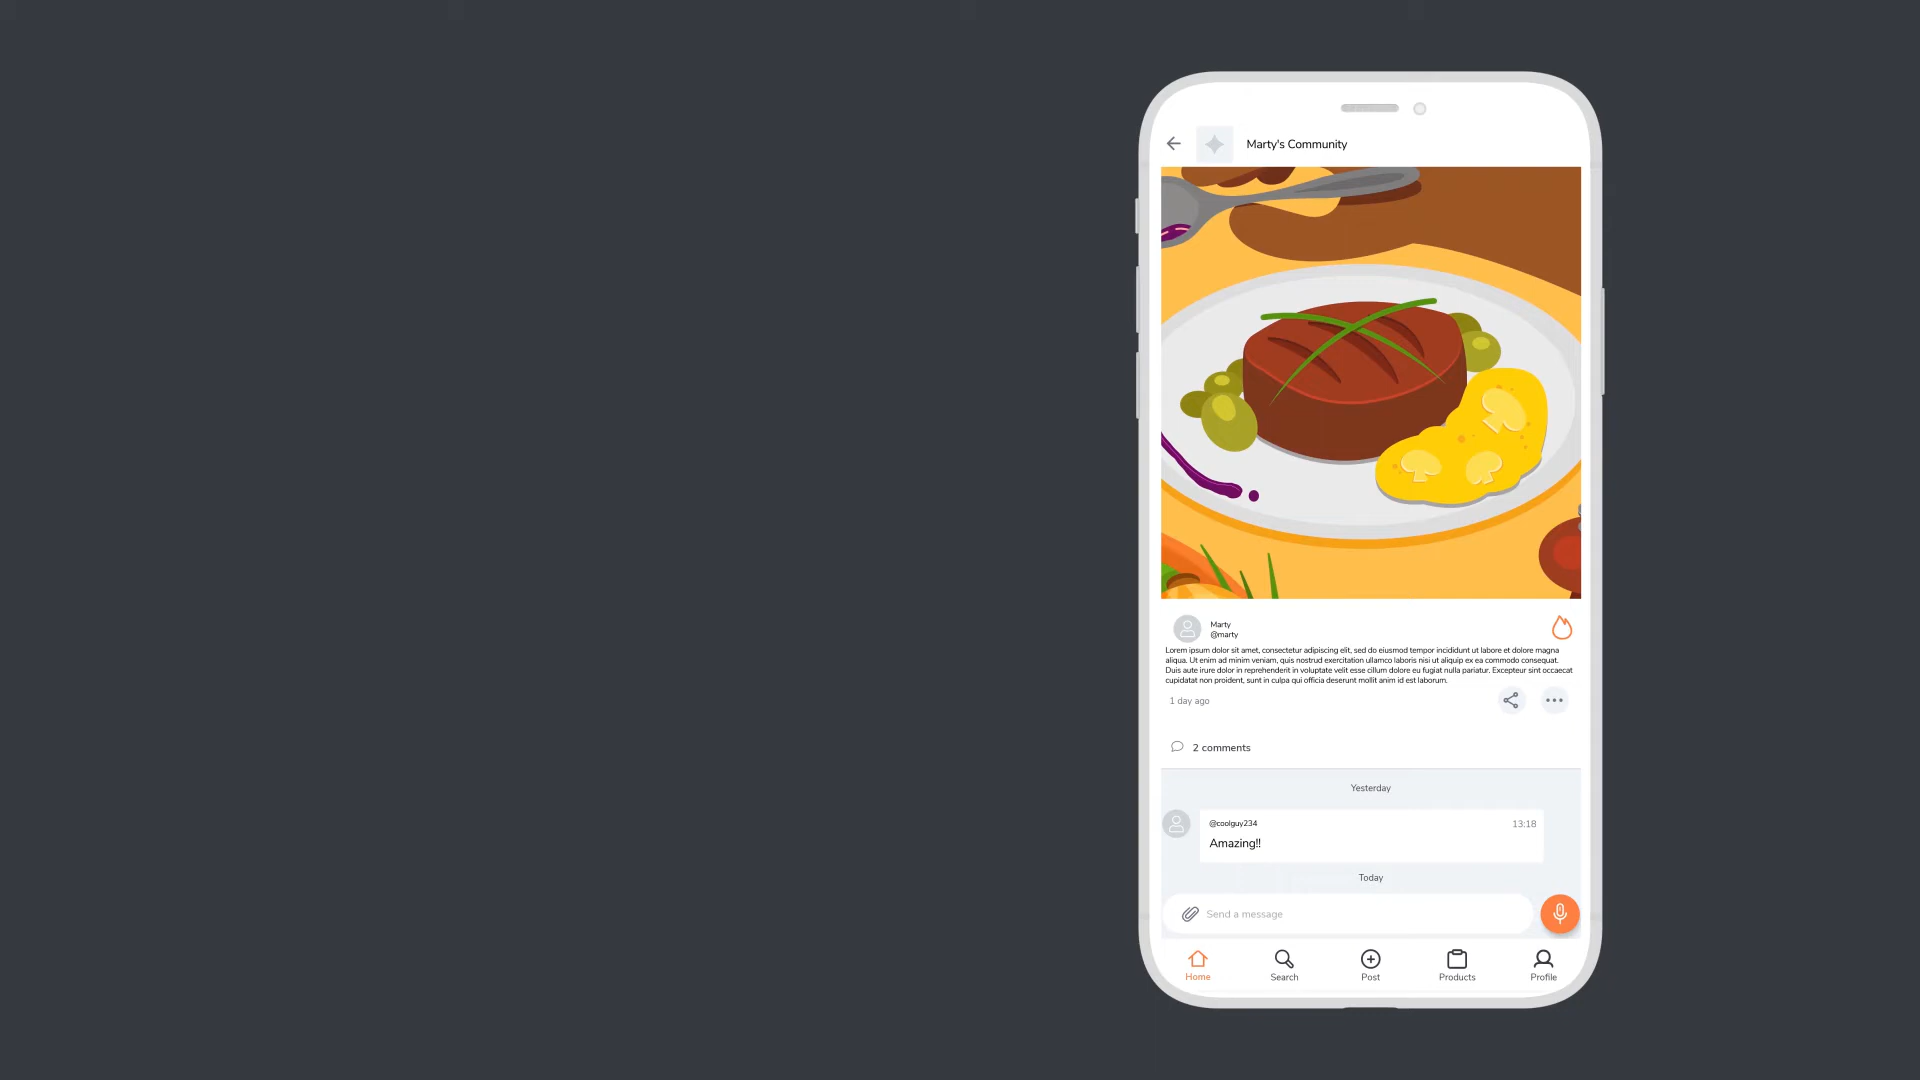 Marty's Community
Marty
@marty
Lorem ipsum dolor sit amet, consectetur adipiscing elit, sed do eiusmod tempor incididunt ut labore et dolore magna
aliqua. Ut enim ad minim veniam, quis nostrud exercitation ullamco laboris nisi ut aliquip ex ea commodo consequat.
Duis aute irure dolor in reprehenderit in voluptate velit esse cillum dolore eu fugiat nulla pariatur. Excepteur sint occaecat
cupidatat non proident, sunt in culpa qui officia deserunt mollit anim id est laborum.
1 day ago
2 comments
Yesterday
@coolguy234 13:18
Amazing!!
Today
Send a message
Home Search Post Products Profile